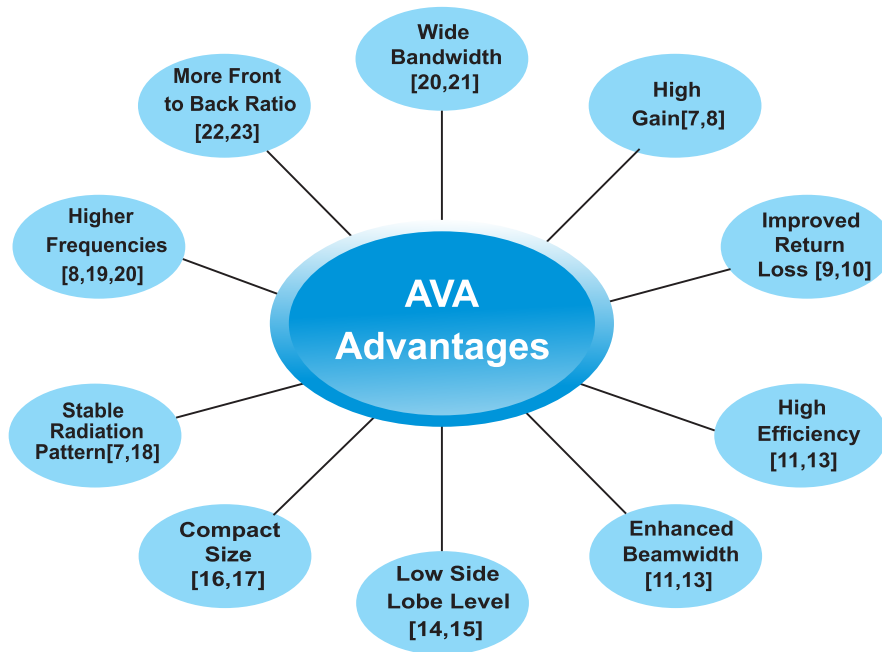 Wide
Bandwidth
[20,21]
High
Gain[7,8]
Improved
Return
Loss [9,10]
High
Efficiency
[11,13]
Enhanced
Beamwidth
[11,13]
Low Side
Lobe Level
[14,15]
Compact
Size
[16,17]
Stable
Radiation
Pattern[7,18]
Higher
Frequencies
[8,19,20]
More Front
to Back Ratio
[22,23]
AVA
Advantages